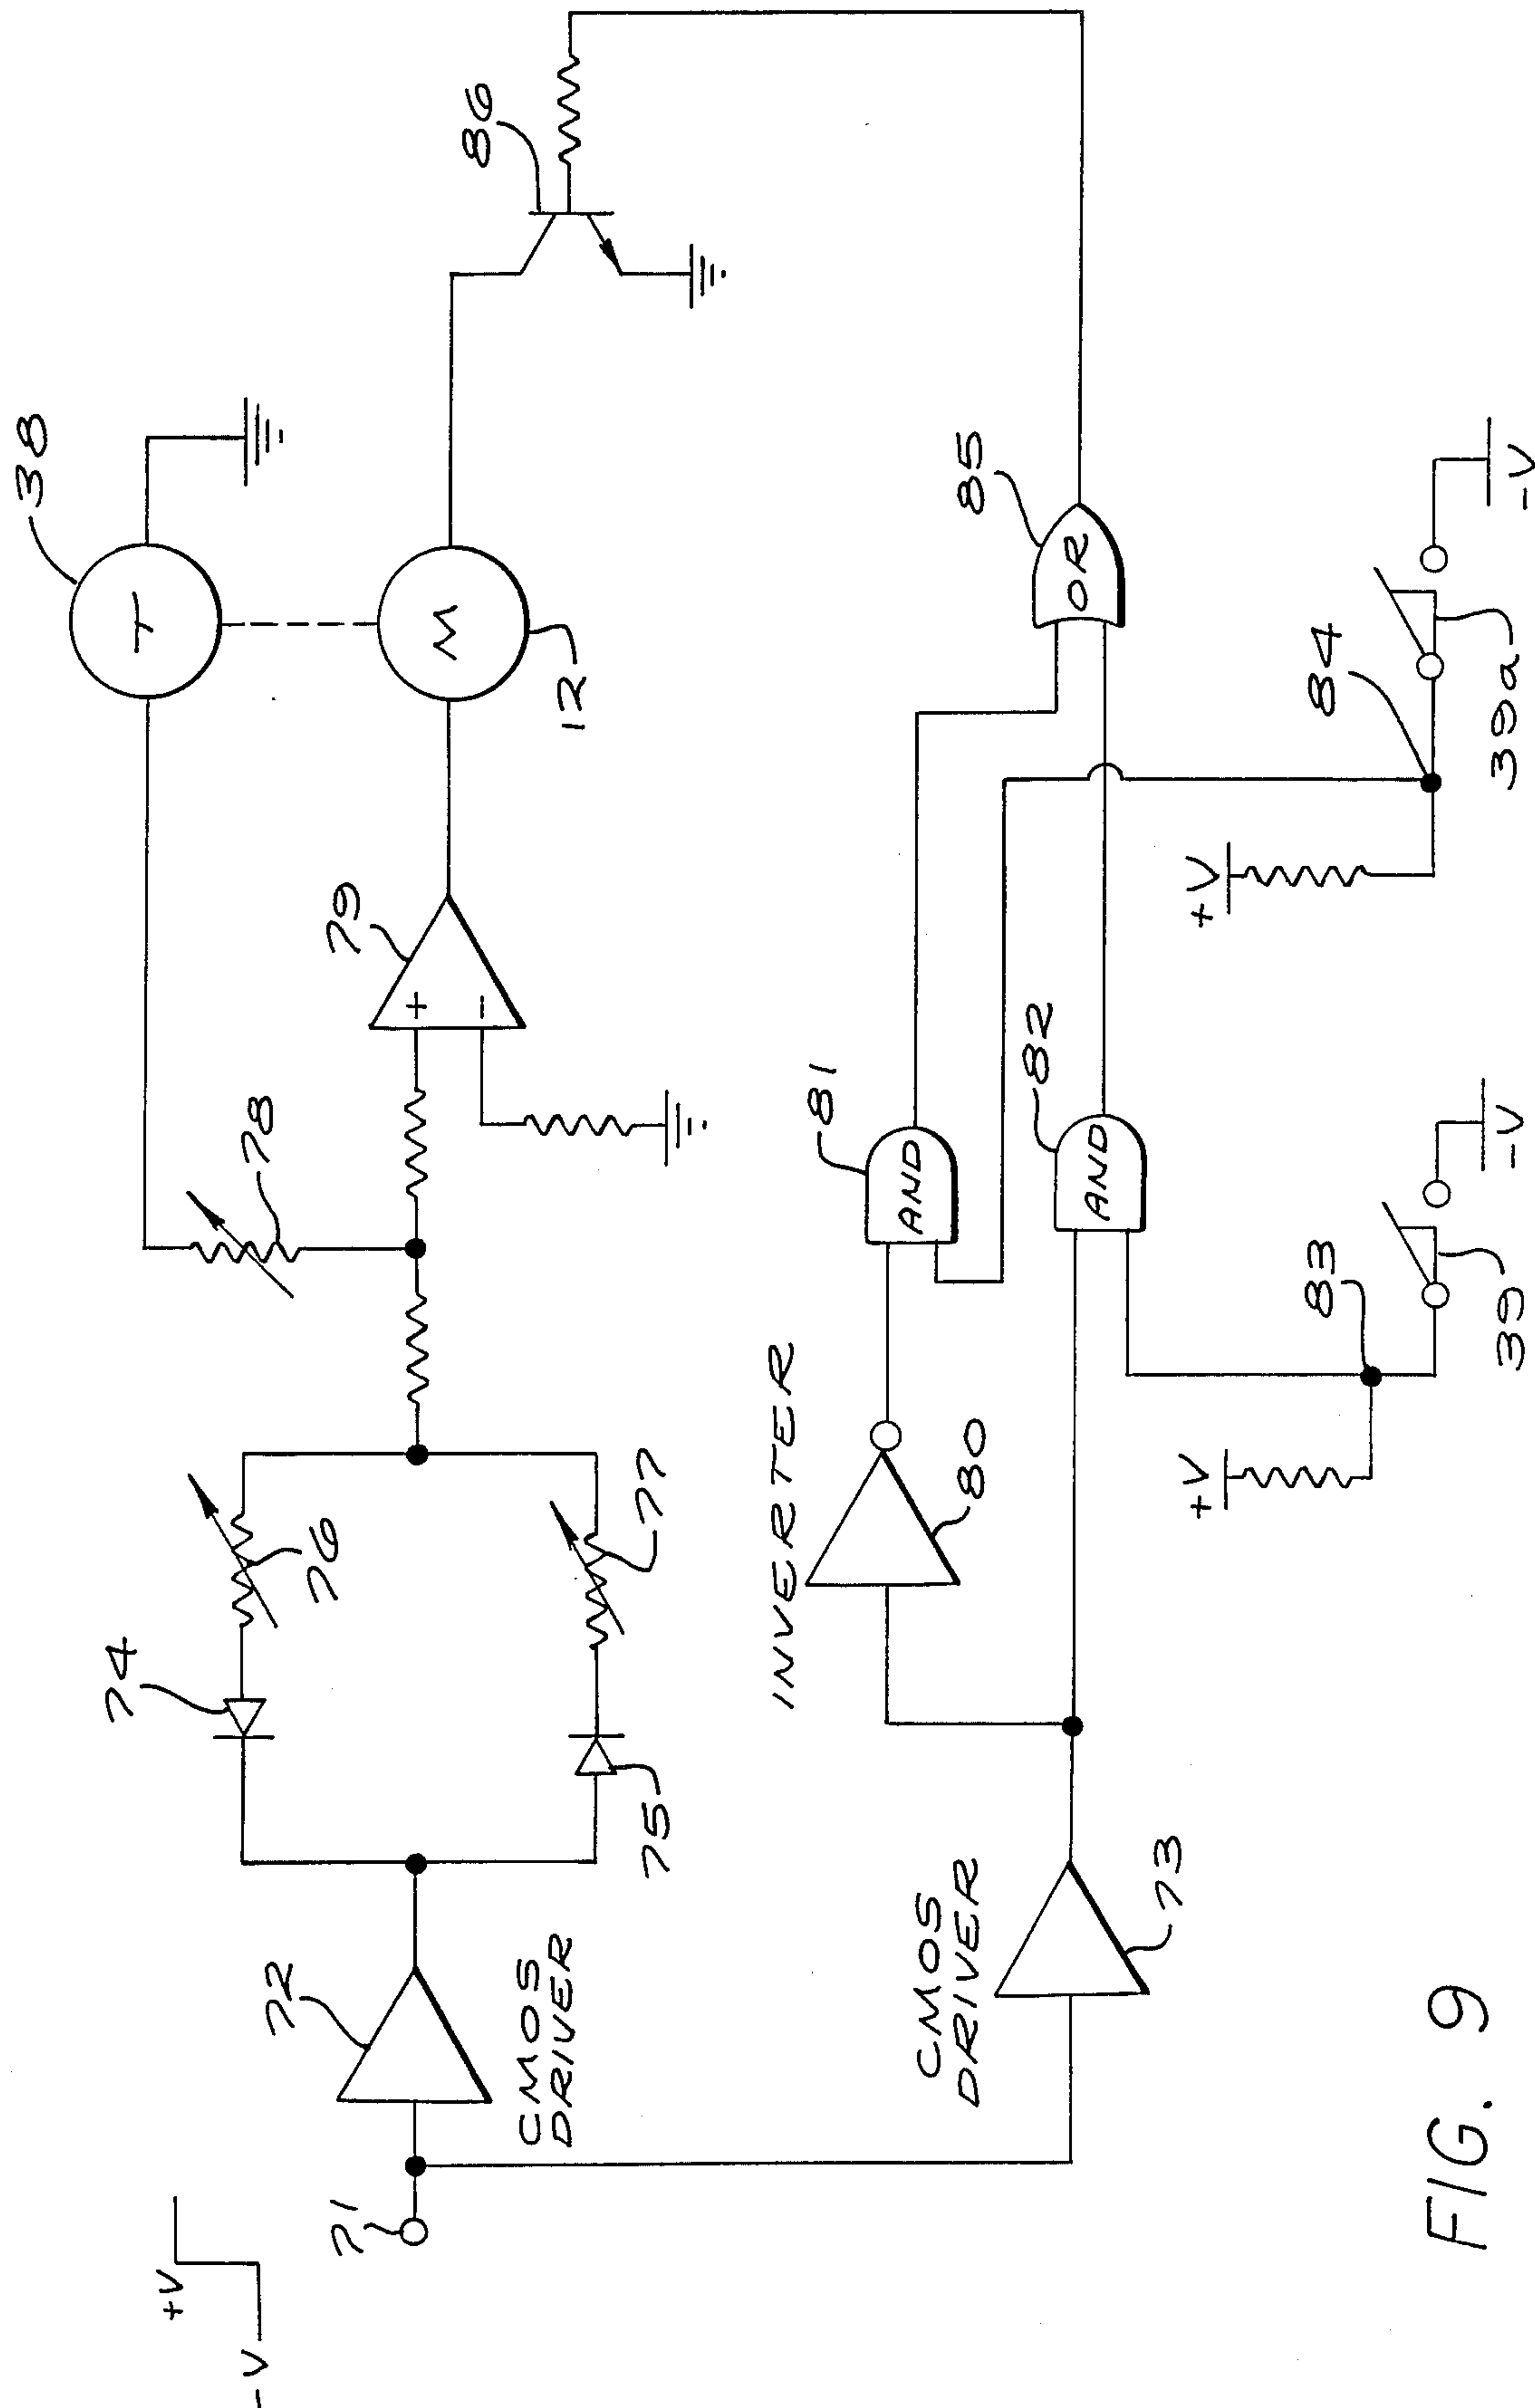 38
86
T
M
12
79
+
−
78
76
77
74
75
72
CMOS
DRIVER
71
+V
-V
81
AND
82
AND
85
OR
INVERTER
80
CMOS
DRIVER
73
83
+V
39
-V
84
+V
39a
-V
FIG. 9